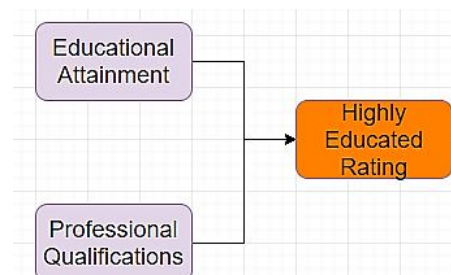 Educational
Attainment
Highly
Educated
Rating
Professional
Qualifications